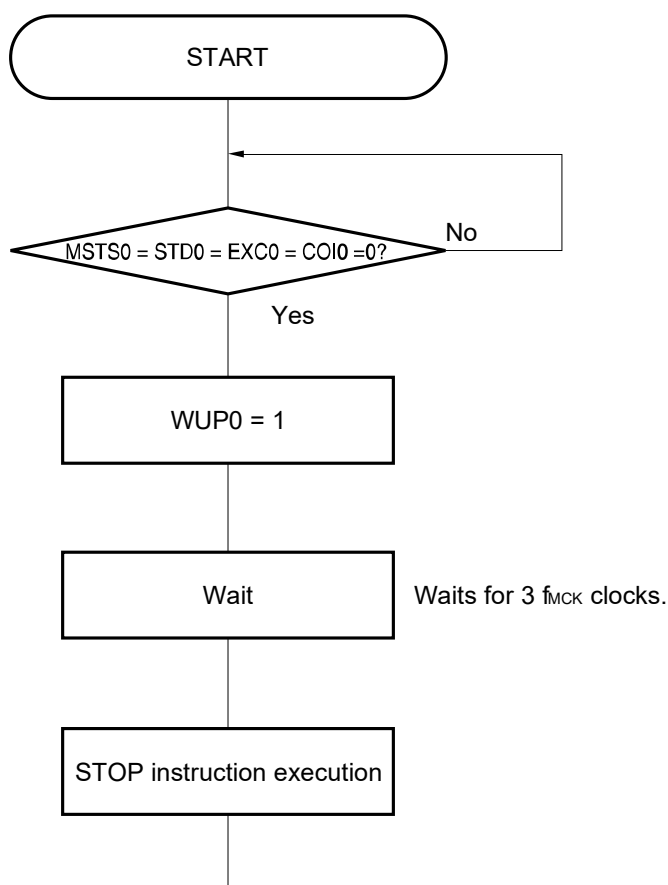 START
No
MSTS0 = STD0 = EXC0 = COI0 =0?
Yes
WUP0 = 1
Wait
Waits for 3 fMCK clocks.
STOP instruction execution